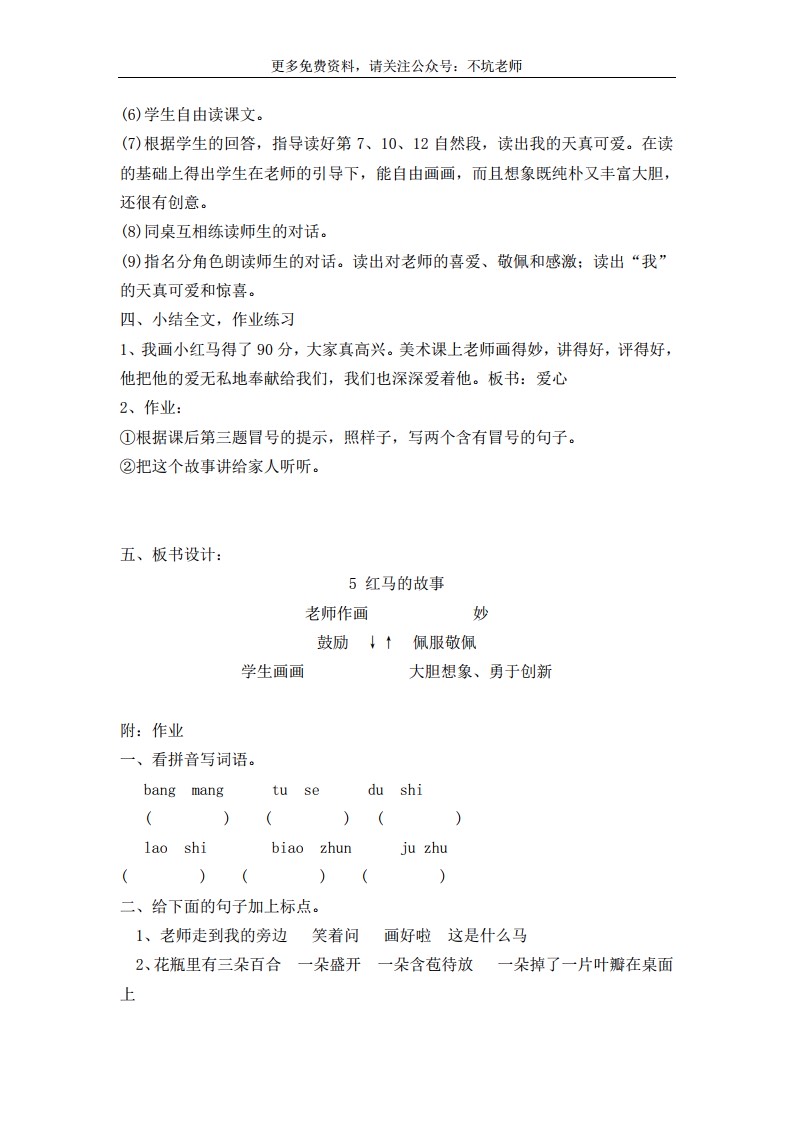 更多免费资料，请关注公众号：不坑老师
(6)学生自由读课文。
(7)根据学生的回答，指导读好第 7、10、12 自然段，读出我的天真可爱。在读
的基础上得出学生在老师的引导下，能自由画画，而且想象既纯朴又丰富大胆，
还很有创意。
(8)同桌互相练读师生的对话。
(9)指名分角色朗读师生的对话。读出对老师的喜爱、敬佩和感激；读出“我”
的天真可爱和惊喜。
四、小结全文，作业练习
1、我画小红马得了 90 分，大家真高兴。美术课上老师画得妙，讲得好，评得好，
他把他的爱无私地奉献给我们，我们也深深爱着他。板书：爱心
2、作业：
①根据课后第三题冒号的提示，照样子，写两个含有冒号的句子。
②把这个故事讲给家人听听。
五、板书设计：
5 红马的故事
老师作画 妙
鼓励 ↓↑ 佩服敬佩
学生画画 大胆想象、勇于创新
附：作业
一、看拼音写词语。
bang mang tu se du shi
( ) ( ) ( )
lao shi biao zhun ju zhu
( ) ( ) ( )
二、给下面的句子加上标点。
1、老师走到我的旁边 笑着问 画好啦 这是什么马
2、花瓶里有三朵百合 一朵盛开 一朵含苞待放 一朵掉了一片叶瓣在桌面
上